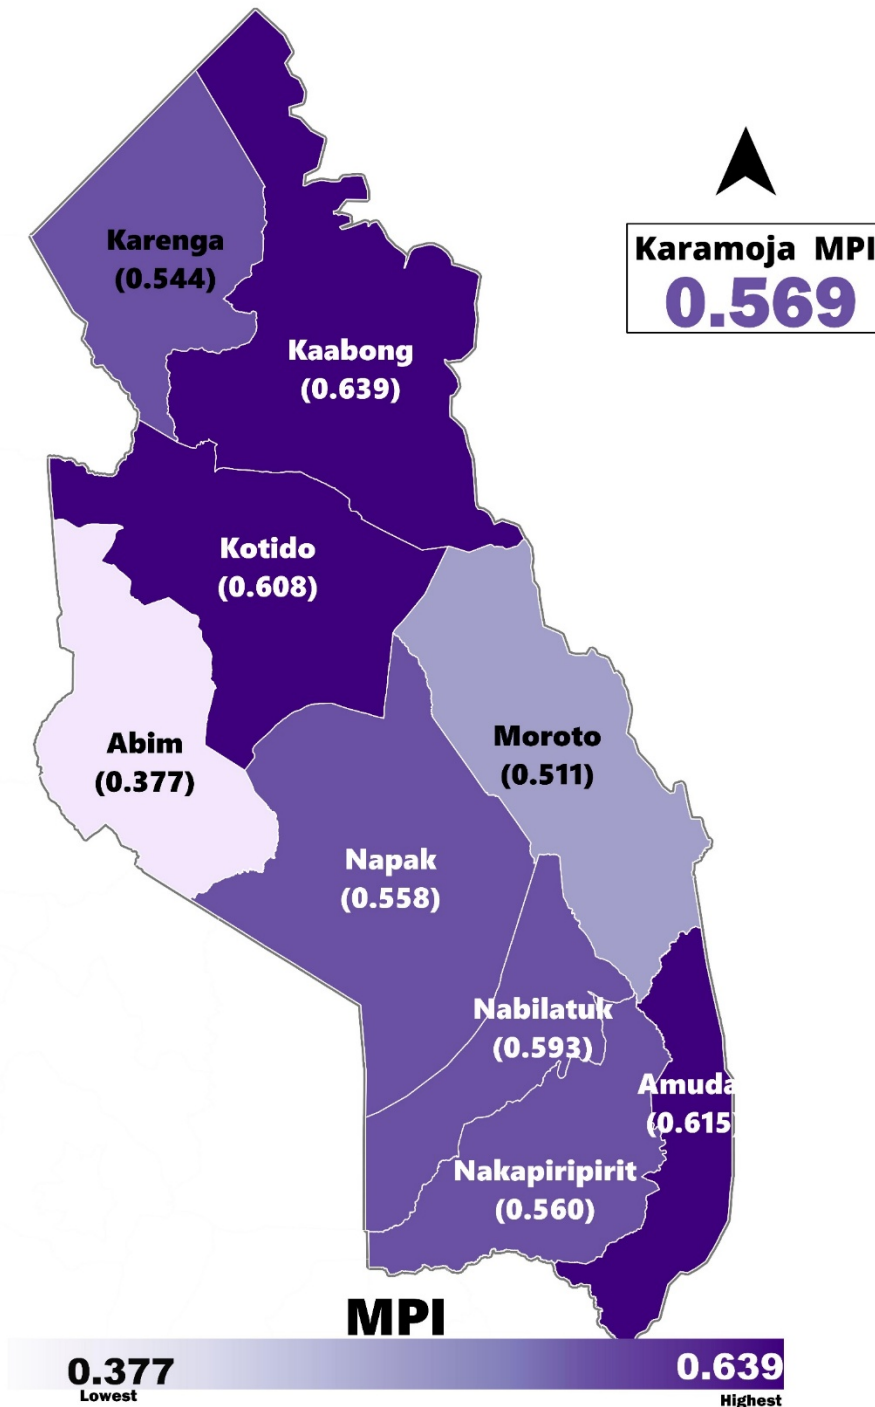 Karamoja MPI
0.569
Karenga
(0.544)
Kaabong
(0.639)
Kotido
(0.608)
Abim
(0.377)
Moroto
(0.511)
Napak
(0.558)
Nabilatuk
(0.593)
Amuda
(0.615)
Nakapiripirit
(0.560)
MPI
0.377
Lowest
0.639
Highest